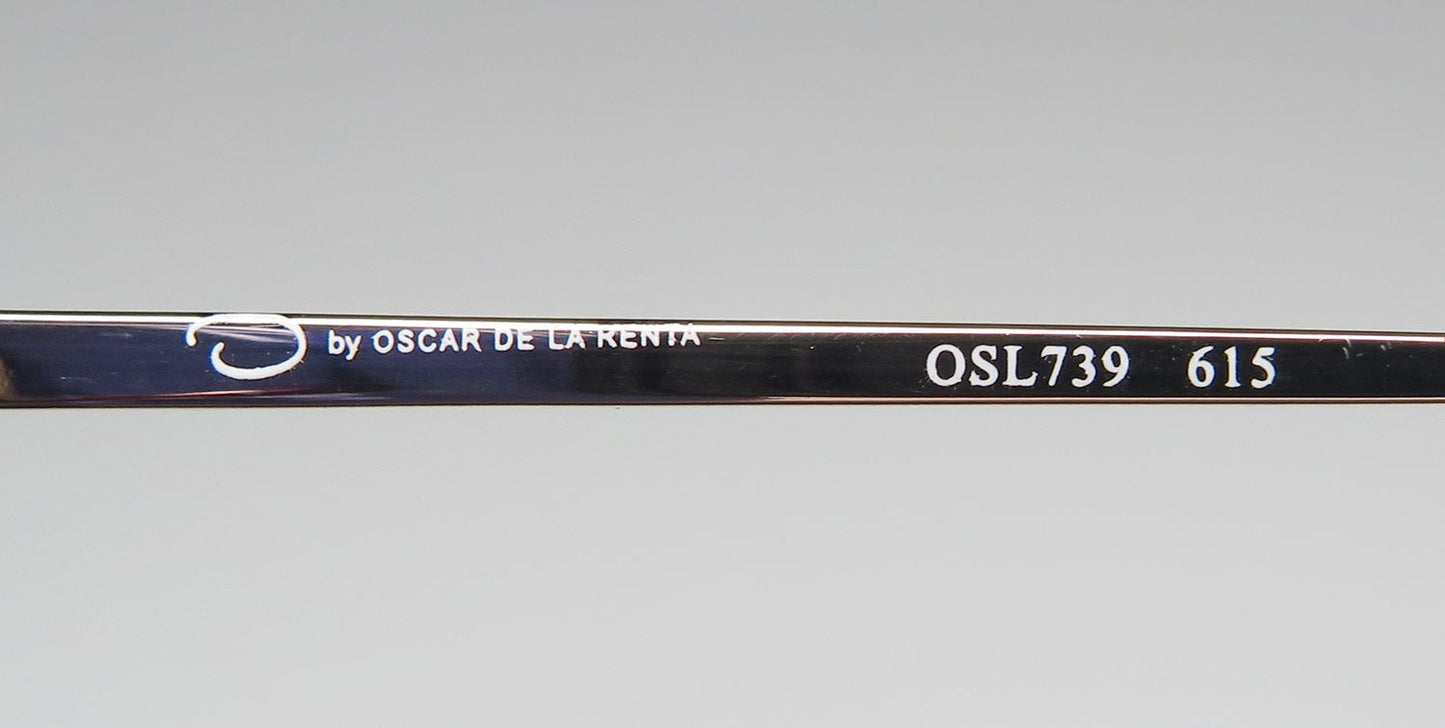 O by OSCAR DE LA RENTA
OSL739 615